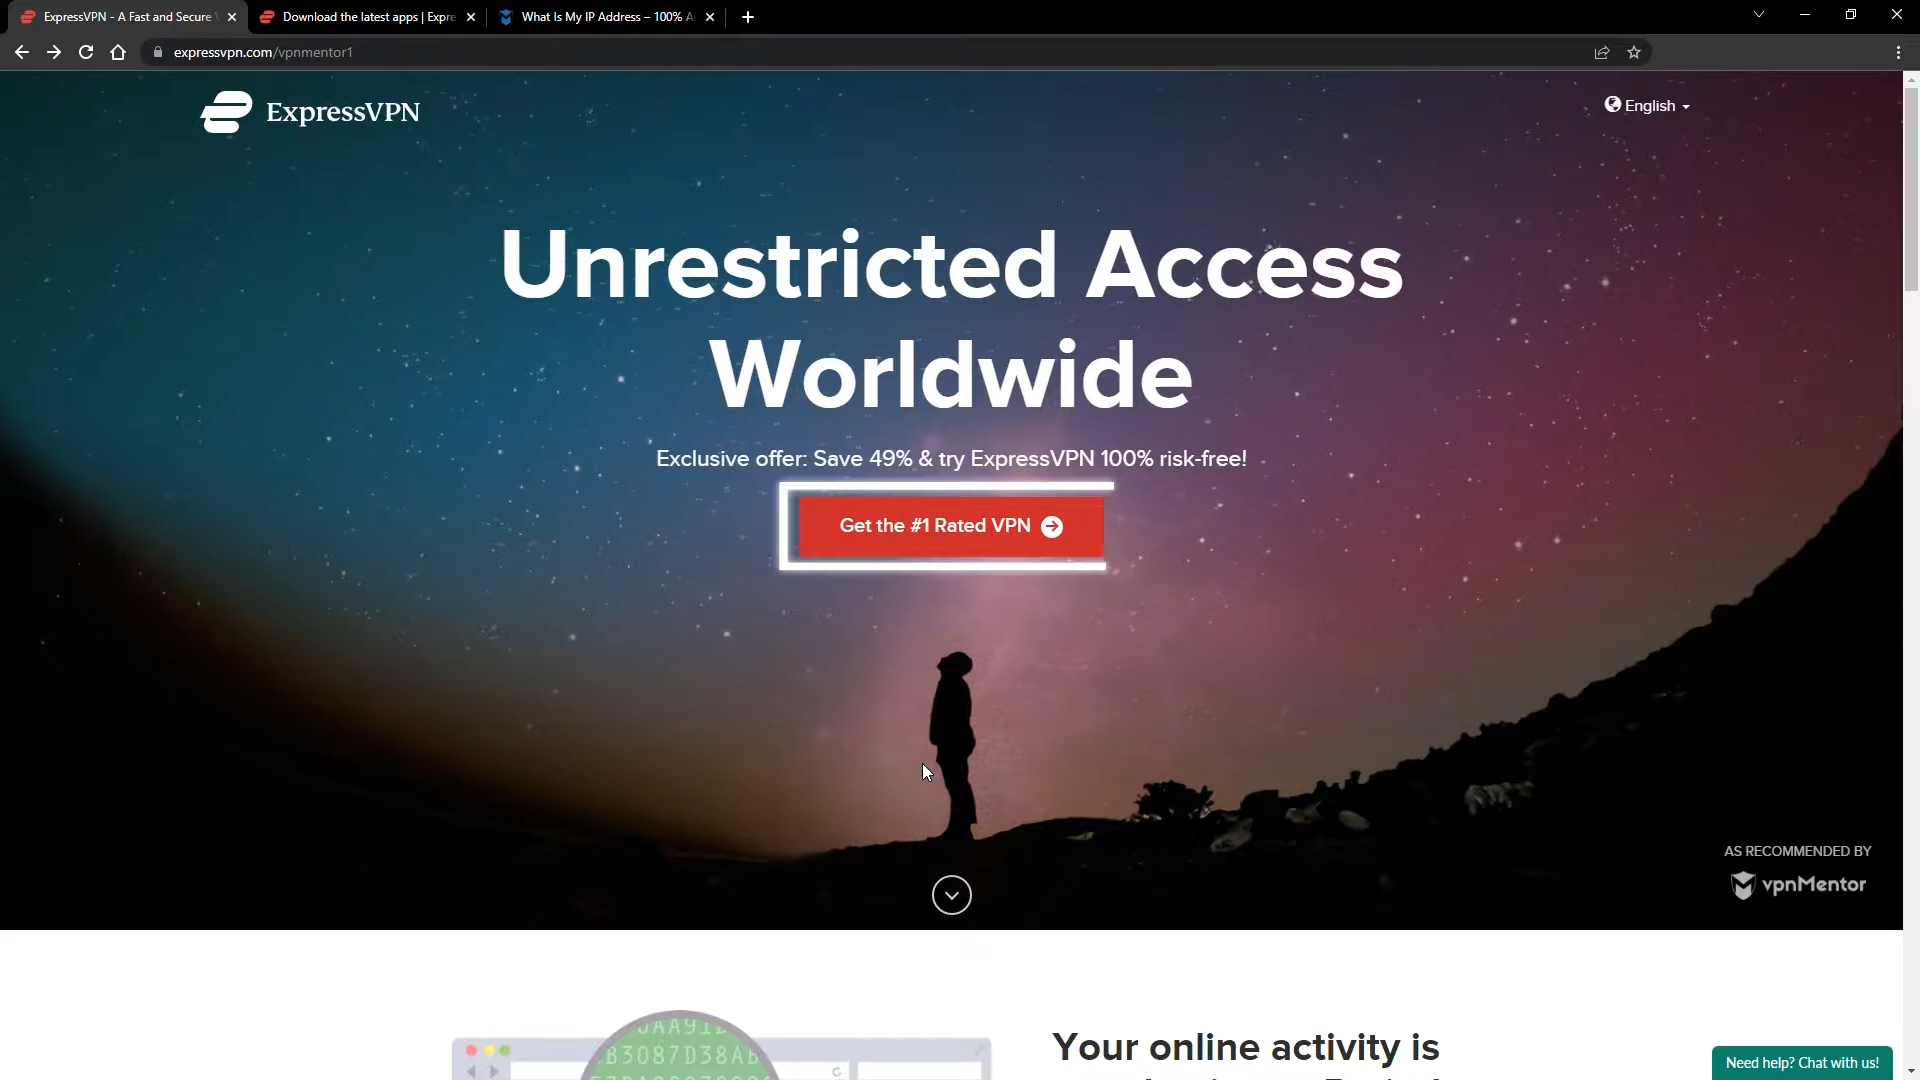 ExpressVPN - A Fast and Secure
Download the latest apps | Expre
What Is My IP Address – 100% A
expressvpn.com/vpnmentor1
ExpressVPN
English
Unrestricted Access
Worldwide
Exclusive offer: Save 49% & try ExpressVPN 100% risk-free!
Get the #1 Rated VPN
AS RECOMMENDED BY
vpnMentor
B3087D38AB
Your online activity is
Need help? Chat with us!